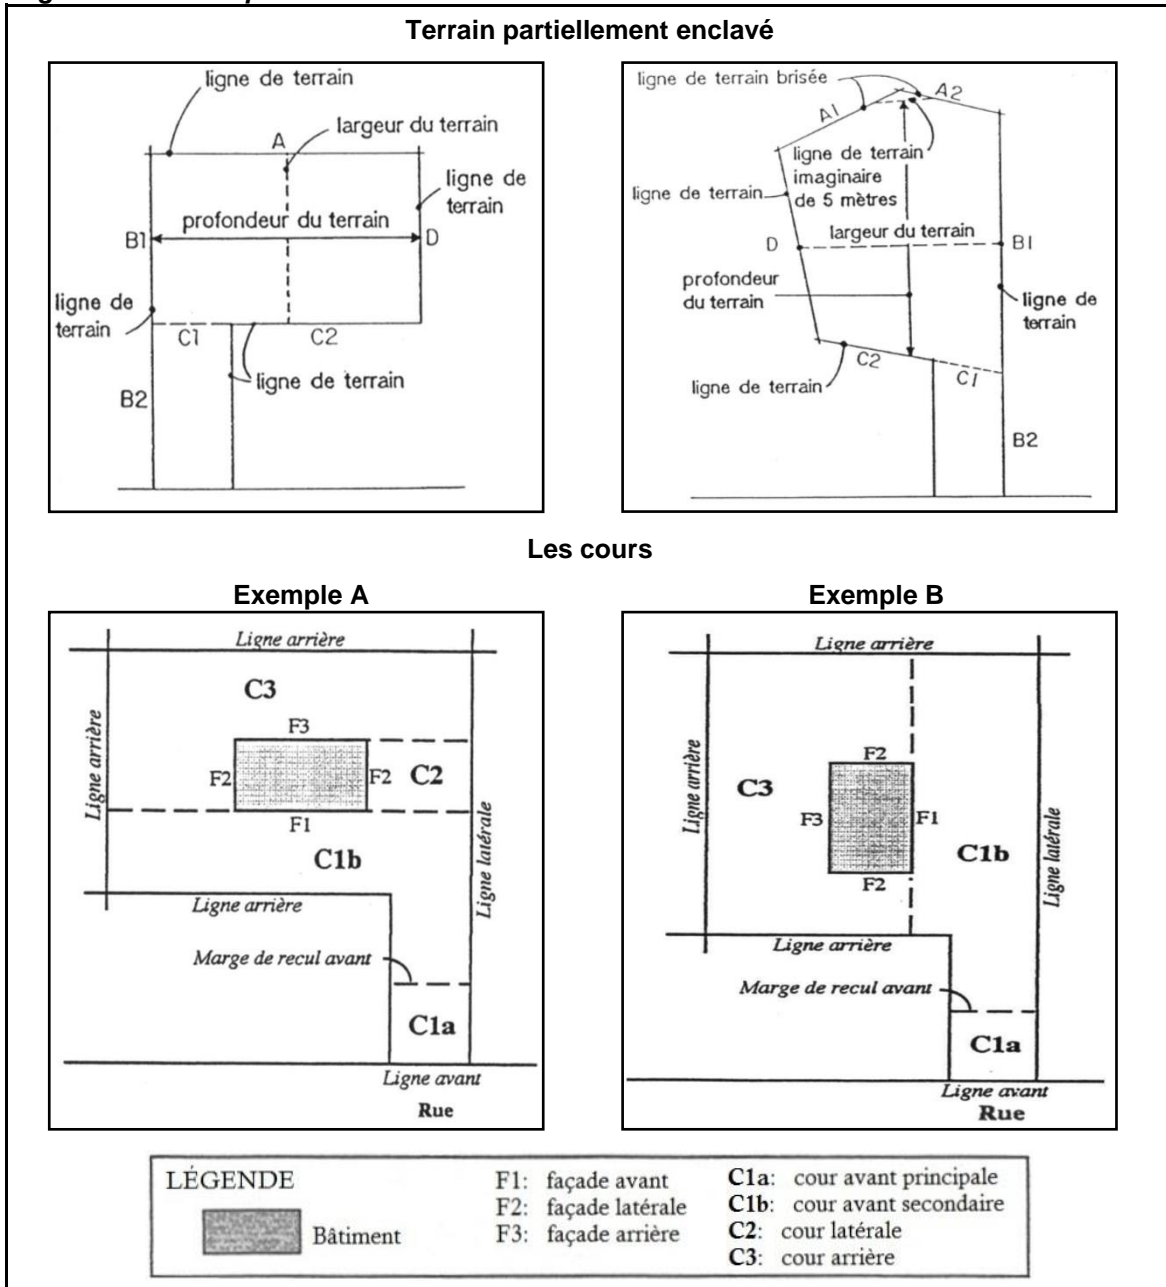 Terrain partiellement enclavé
ligne de terrain
A
largeur du terrain
ligne de
terrain
profondeur du terrain
B1
D
ligne de
terrain
C1
C2
ligne de terrain
B2
ligne de terrain brisée
A1
A2
ligne de terrain
imaginaire
de 5 mètres
ligne de terrain
largeur du terrain
D
B1
profondeur
du terrain
ligne de
terrain
C2
C1
ligne de terrain
B2
Les cours
Exemple A
Ligne arrière
C3
F3
Ligne arrière
F2
F2
C2
F1
C1b
Ligne latérale
Ligne arrière
Marge de recul avant
C1a
Ligne avant
Rue
Exemple B
Ligne arrière
F2
C3
Ligne arrière
F3
F1
C1b
Ligne latérale
F2
Ligne arrière
Marge de recul avant
C1a
Ligne avant
Rue
LÉGENDE
Bâtiment
F1: façade avant
F2: façade latérale
F3: façade arrière
C1a: cour avant principale
C1b: cour avant secondaire
C2: cour latérale
C3: cour arrière